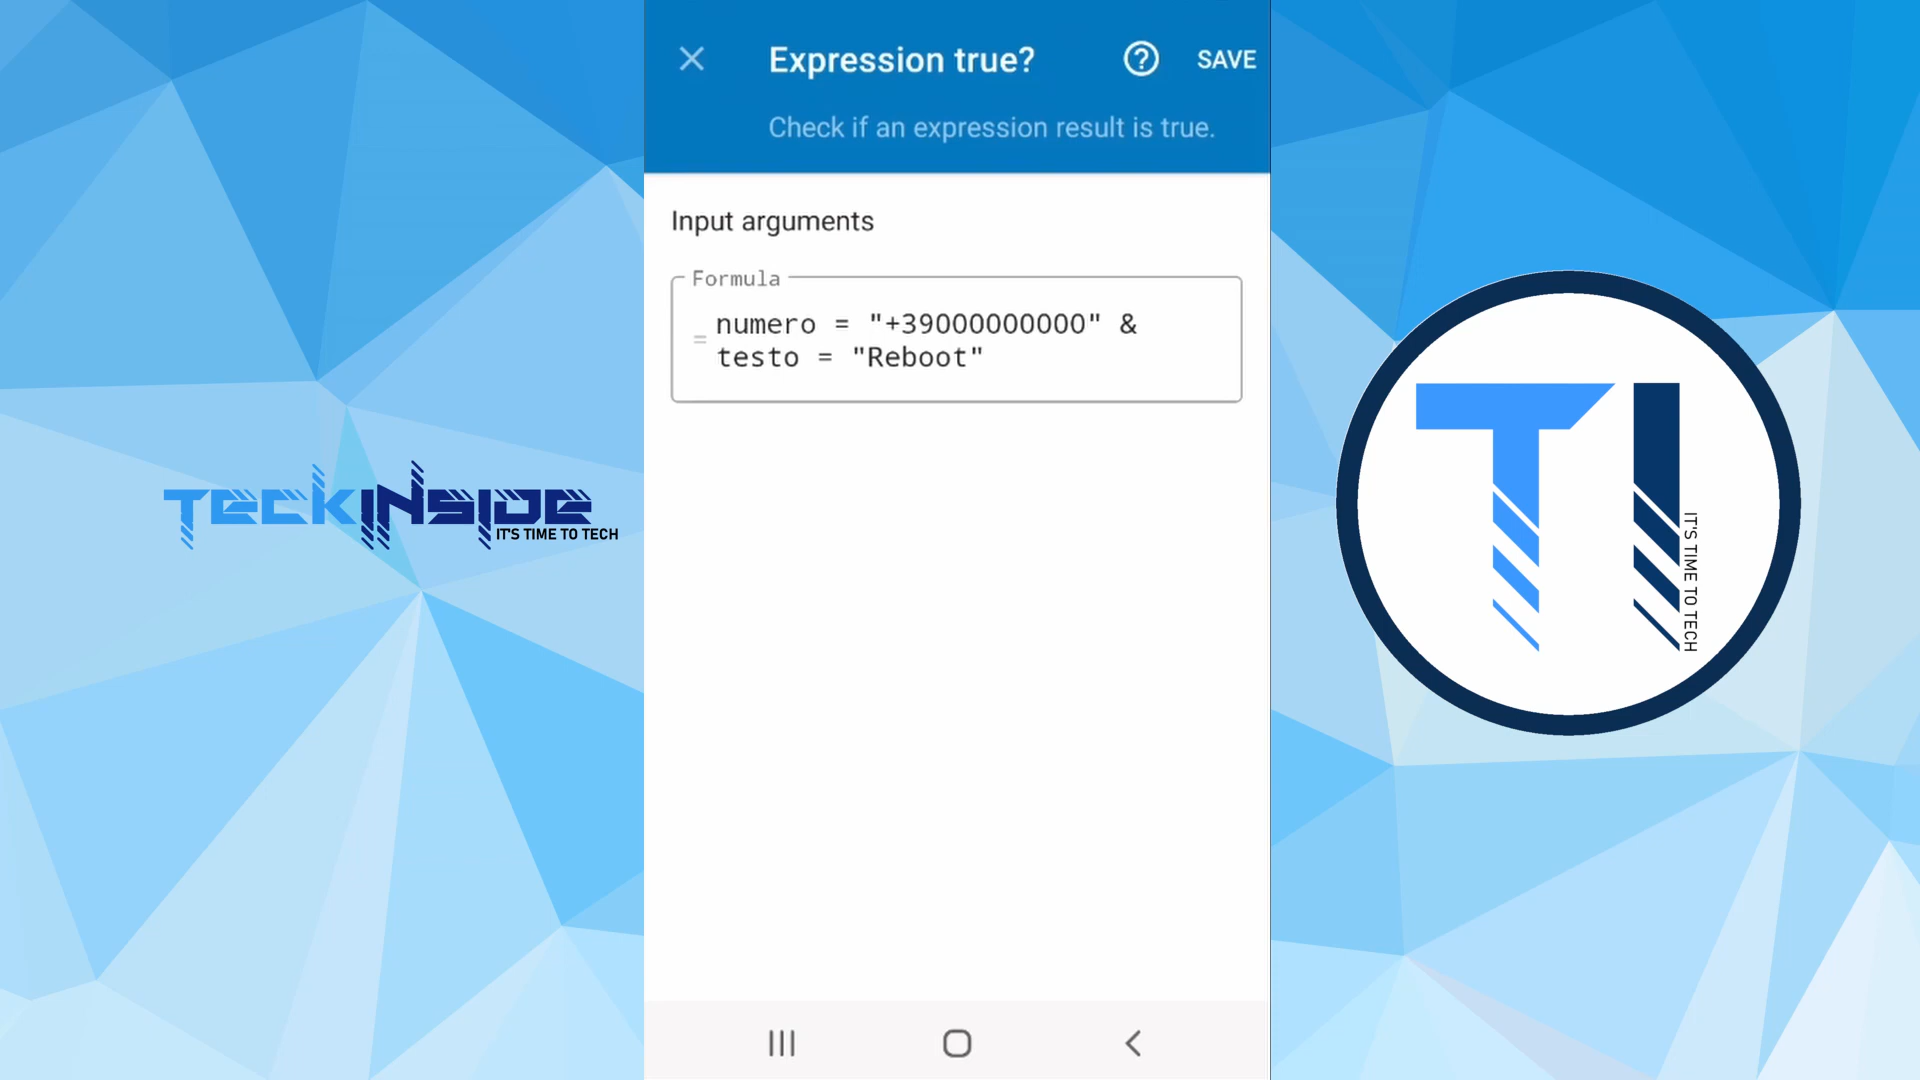 Expression true?
SAVE
Check if an expression result is true.
Input arguments
Formula
= numero = "+39000000000" &
testo = "Reboot"
TECKINSIDE
IT'S TIME TO TECH
TI
IT'S TIME TO TECH